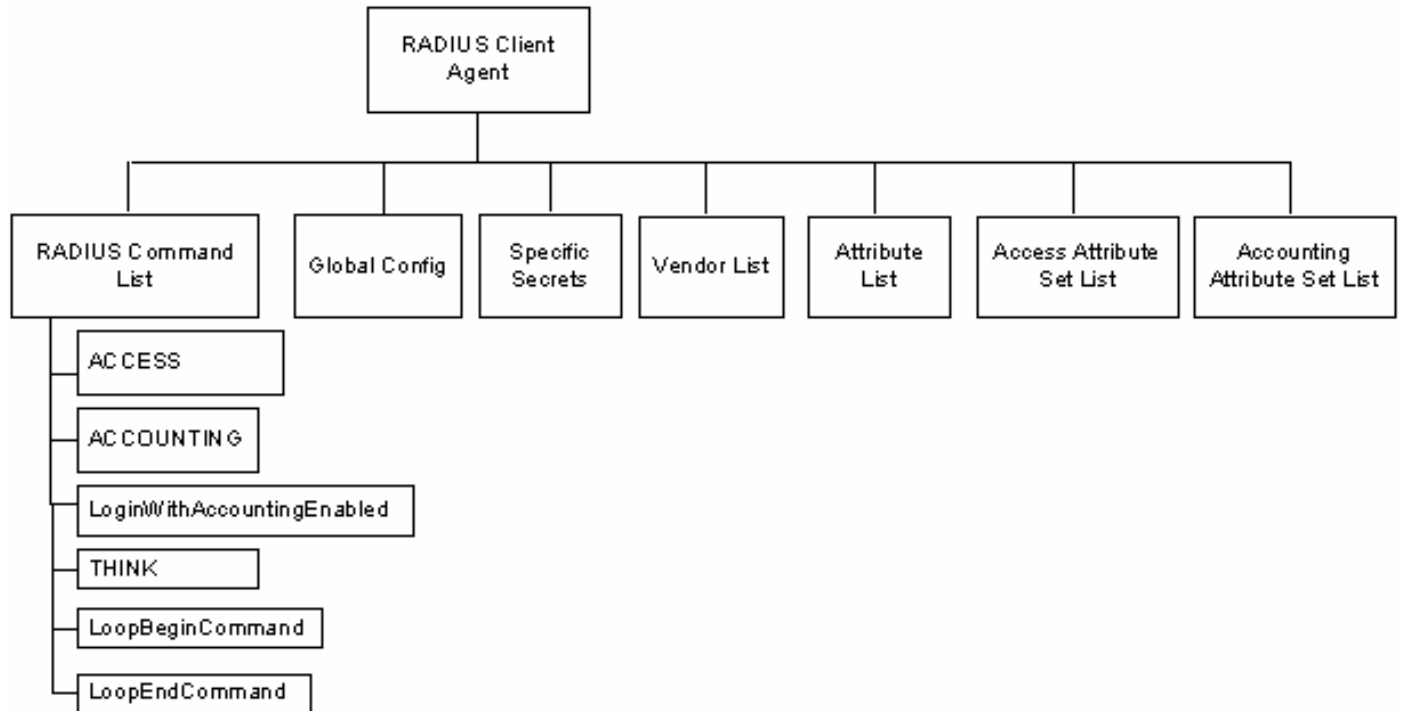 RADIUS Client
Agent
RADIUS Command
List
Global Config
Specific
Secrets
Vendor List
Attribute
List
Access Attribute
Set List
Accounting
Attribute Set List
ACCESS
ACCOUNTING
LoginWithAccountingEnabled
THINK
LoopBeginCommand
LoopEndCommand